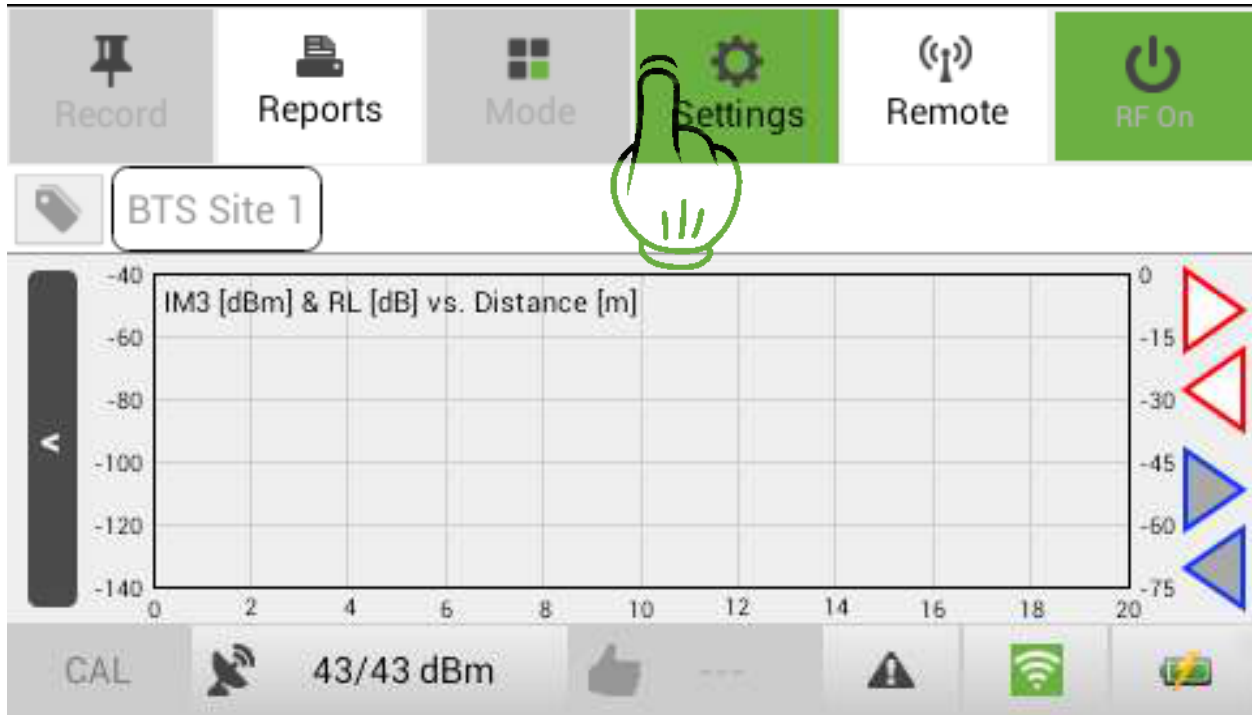 Record
Reports
Mode
Settings
Remote
RF On
BTS Site 1
IM3 [dBm] & RL [dB] vs. Distance [m]
-40
-60
-80
-100
-120
-140
0
-15
-30
-45
-60
-75
0 2 4 6 8 10 12 14 16 18 20
CAL
43/43 dBm
---